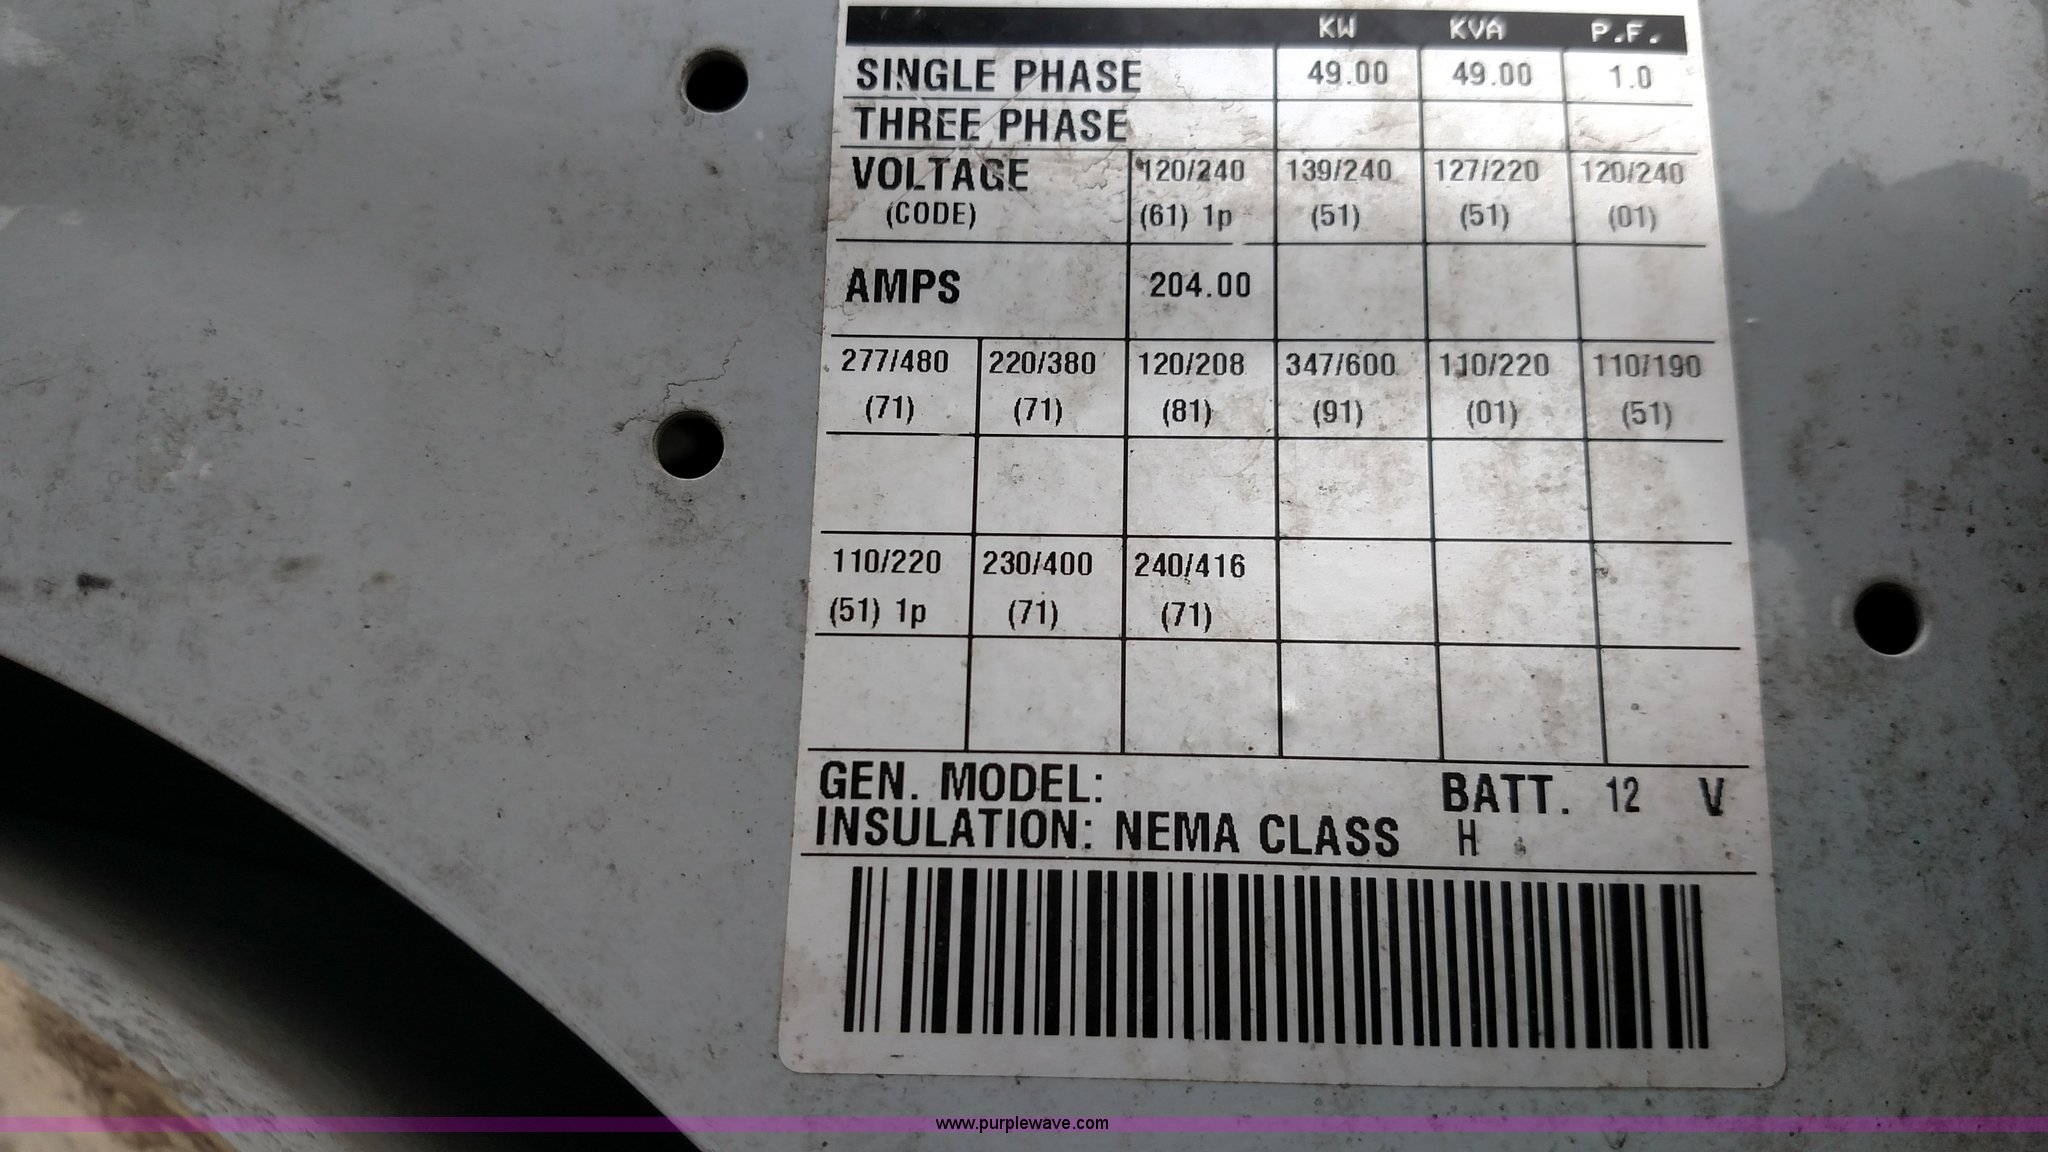 KW KVA P.F.
SINGLE PHASE 49.00 49.00 1.0
THREE PHASE
VOLTAGE 120/240 139/240 127/220 120/240
(CODE) (61) 1p (51) (51) (01)
AMPS 204.00
277/480 220/380 120/208 347/600 110/220 110/190
(71) (71) (81) (91) (01) (51)
110/220 230/400 240/416
(51) 1p (71) (71)
GEN. MODEL: BATT. 12 V
INSULATION: NEMA CLASS H
www.purplewave.com